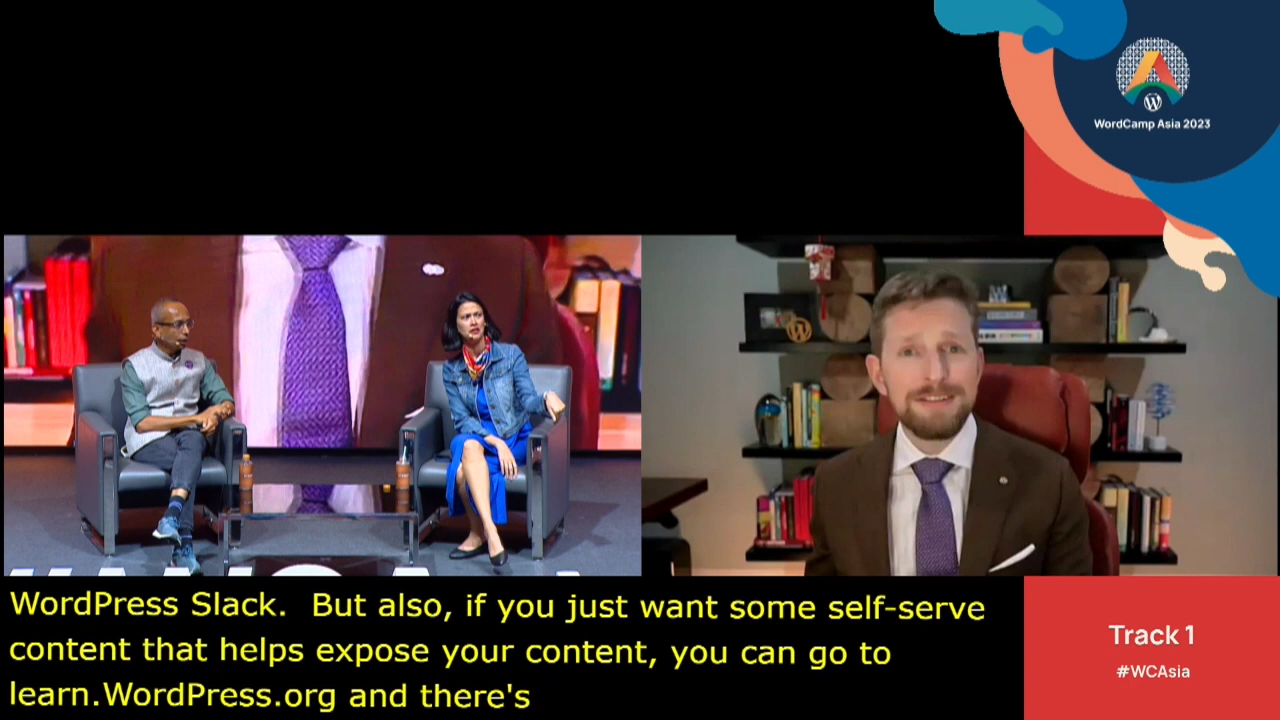 WordCamp Asia 2023
WordPress Slack.  But also, if you just want some self-serve
content that helps expose your content, you can go to
learn.WordPress.org and there's
Track 1
#WCAsia